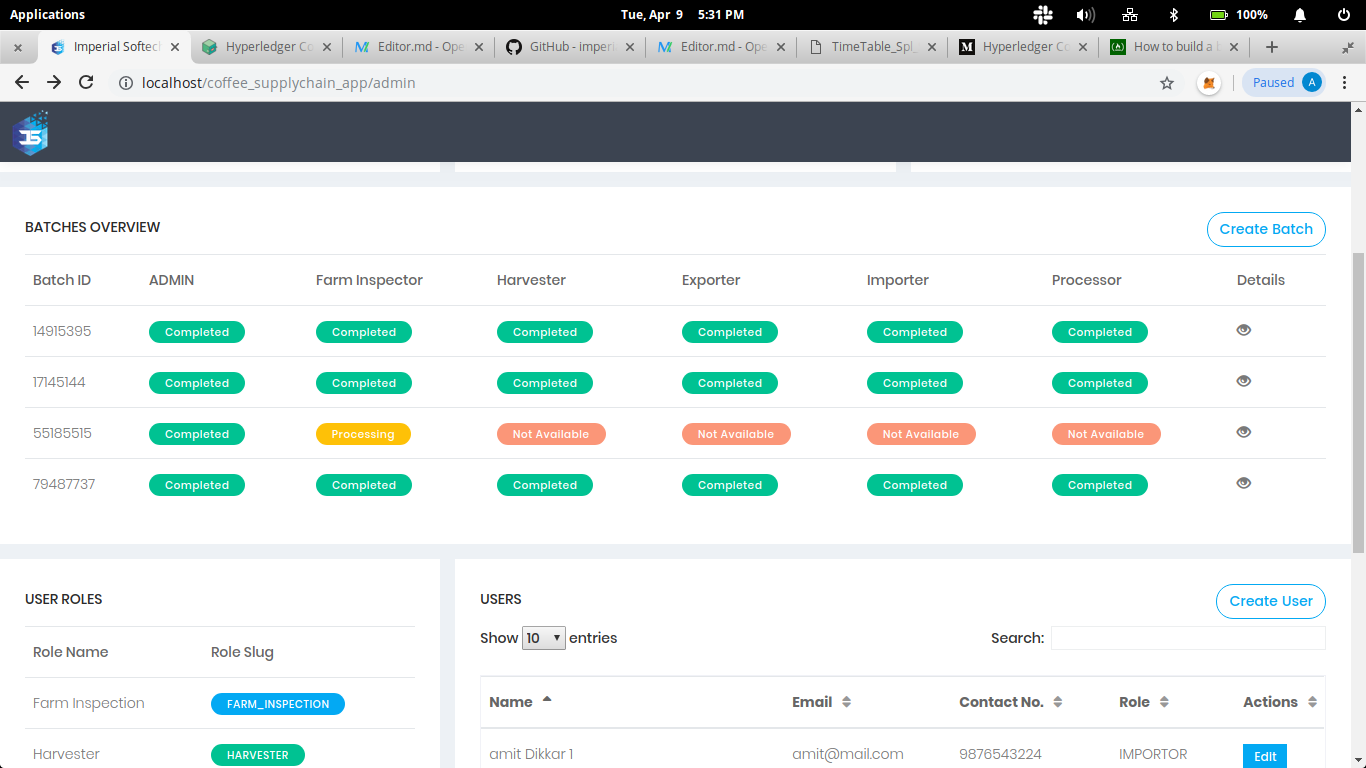 Applications Tue, Apr 9 5:31 PM 100%
Imperial Softec Hyperledger Co Editor.md - Ope GitHub - imperi Editor.md - Ope TimeTable_Spl_ Hyperledger Co How to build a b
localhost/coffee_supplychain_app/admin Paused A
JS
BATCHES OVERVIEW Create Batch
Batch ID ADMIN Farm Inspector Harvester Exporter Importer Processor Details
14915395 Completed Completed Completed Completed Completed Completed
17145144 Completed Completed Completed Completed Completed Completed
55185515 Completed Processing Not Available Not Available Not Available Not Available
79487737 Completed Completed Completed Completed Completed Completed
USER ROLES
Role Name Role Slug
Farm Inspection FARM_INSPECTION
Harvester HARVESTER
USERS Create User
Show 10 entries Search:
Name Email Contact No. Role Actions
amit Dikkar 1 amit@mail.com 9876543224 IMPORTOR Edit